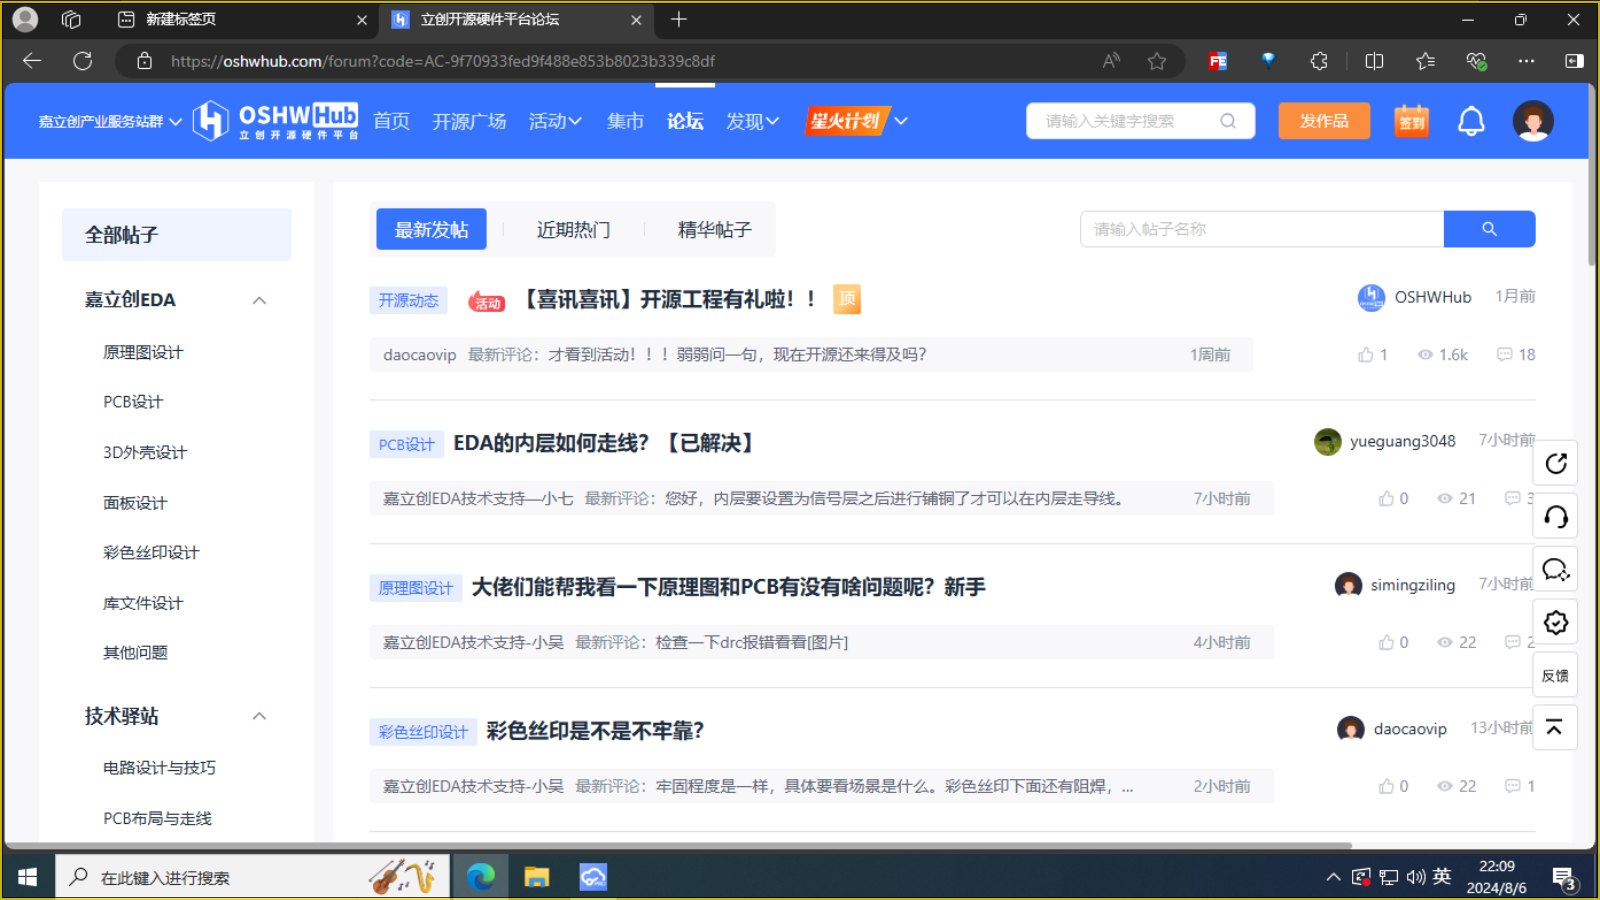 新建标签页
立创开源硬件平台论坛
https://oshwhub.com/forum?code=AC-9f70933fed9f488e853b8023b339c8df
嘉立创产业服务站群
OSHWHub
立创开源硬件平台
首页
开源广场
活动
集市
论坛
发现
星火计划
请输入关键字搜索
发作品
签到
全部帖子
嘉立创EDA
原理图设计
PCB设计
3D外壳设计
面板设计
彩色丝印设计
库文件设计
其他问题
技术驿站
电路设计与技巧
PCB布局与走线
最新发帖
近期热门
精华帖子
请输入帖子名称
开源动态 活动 【喜讯喜讯】开源工程有礼啦！！ 顶 OSHWHub 1月前
daocaovip 最新评论：才看到活动！！！弱弱问一句，现在开源还来得及吗？ 1周前 1 1.6k 18
PCB设计 EDA的内层如何走线？【已解决】 yueguang3048 7小时前
嘉立创EDA技术支持—小七 最新评论：您好，内层要设置为信号层之后进行铺铜了才可以在内层走导线。 7小时前 0 21 3
原理图设计 大佬们能帮我看一下原理图和PCB有没有啥问题呢？新手 simingziling 7小时前
嘉立创EDA技术支持-小吴 最新评论：检查一下drc报错看看[图片] 4小时前 0 22 2
彩色丝印设计 彩色丝印是不是不牢靠？ daocaovip 13小时前
嘉立创EDA技术支持-小吴 最新评论：牢固程度是一样，具体要看场景是什么。彩色丝印下面还有阻焊，... 2小时前 0 22 1
反馈
在此键入进行搜索
英
22:09
2024/8/6
3